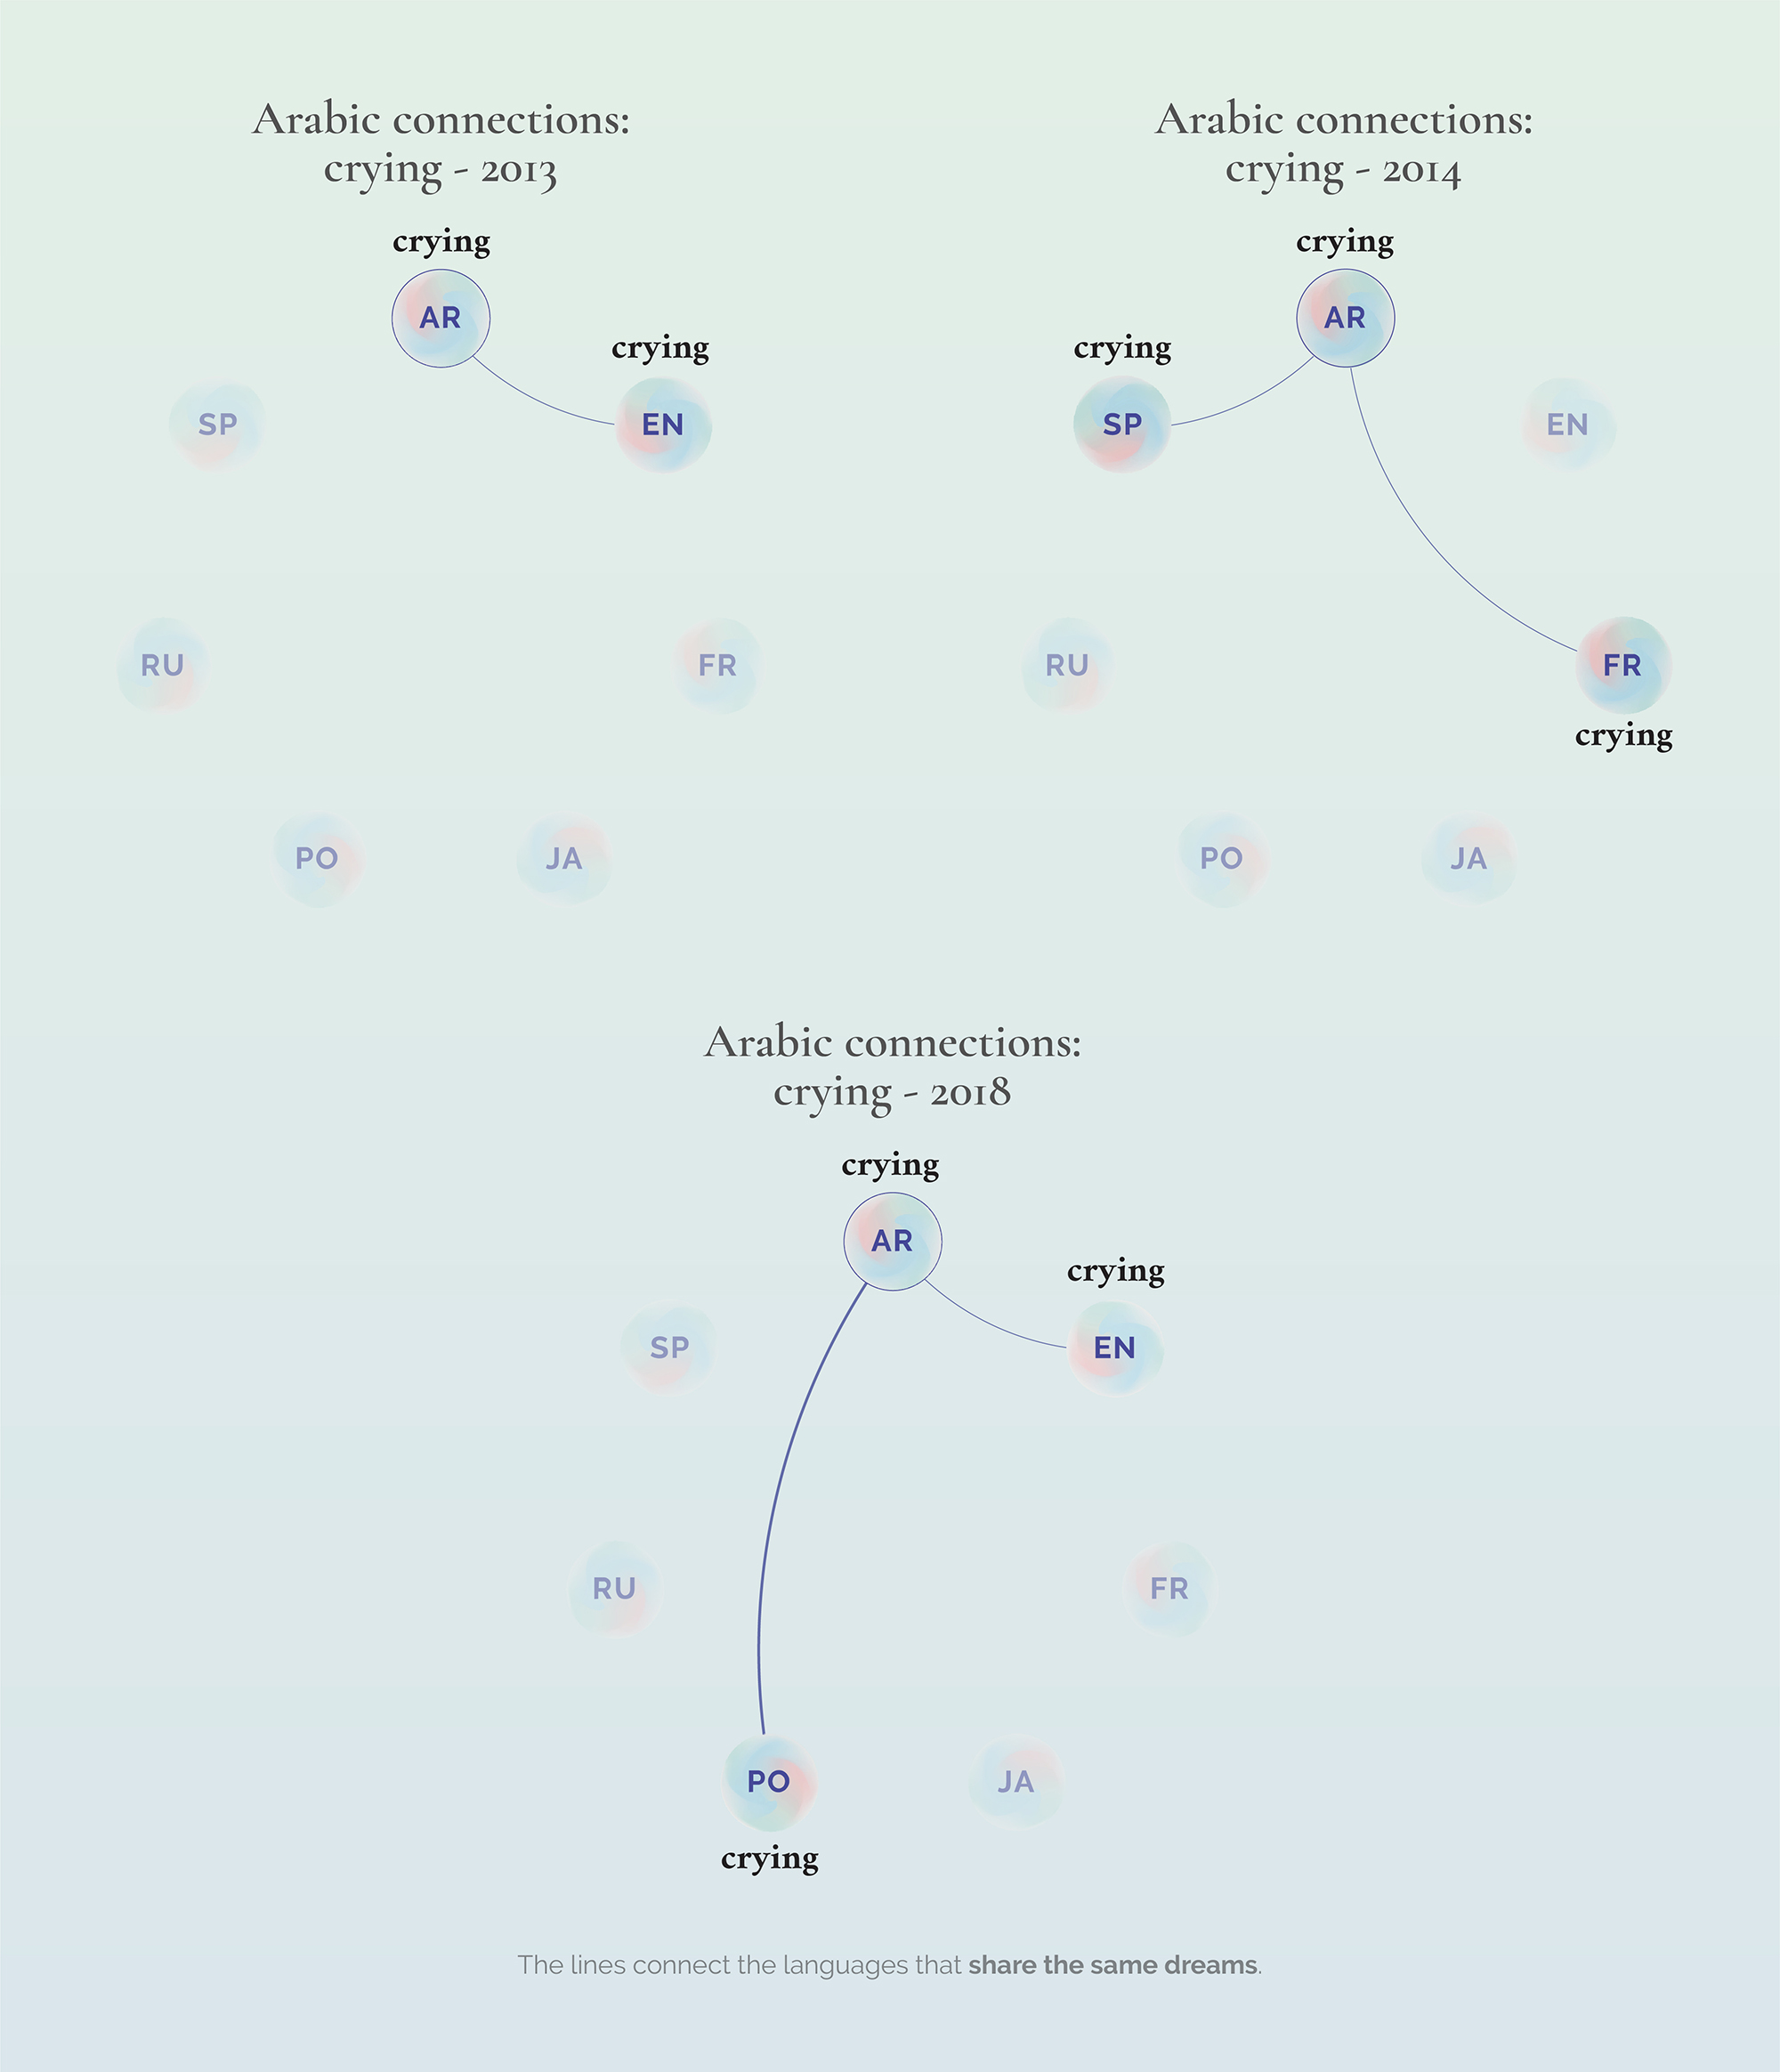 Arabic connections:
crying - 2013
crying
AR
crying
EN
SP
RU
FR
PO
JA
Arabic connections:
crying - 2014
crying
AR
crying
SP
EN
RU
FR
crying
PO
JA
Arabic connections:
crying - 2018
crying
AR
crying
EN
SP
RU
FR
PO
JA
crying
The lines connect the languages that share the same dreams.